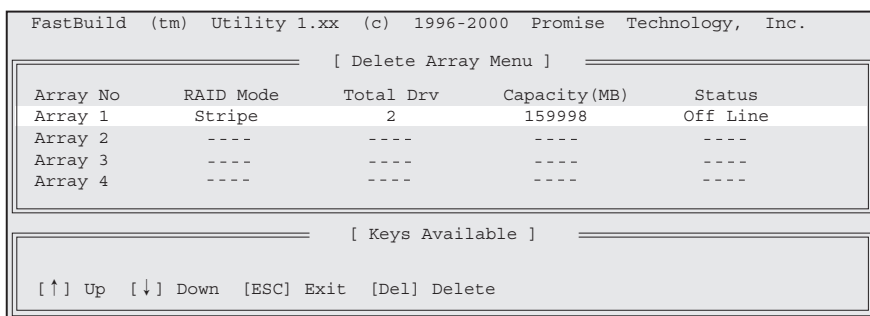 FastBuild (tm) Utility 1.xx (c) 1996-2000 Promise Technology, Inc.
[ Delete Array Menu ]
Array No RAID Mode Total Drv Capacity(MB) Status
Array 1 Stripe 2 159998 Off Line
Array 2 ---- ---- ---- ----
Array 3 ---- ---- ---- ----
Array 4 ---- ---- ---- ----
[ Keys Available ]
[↑] Up [↓] Down [ESC] Exit [Del] Delete